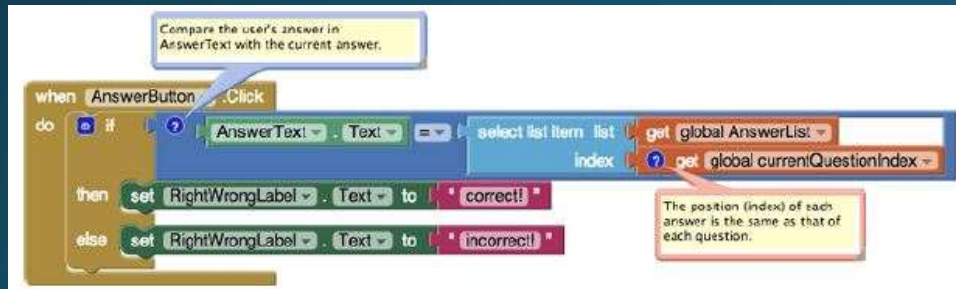 Compare the user's answer in
AnswerText with the current answer.
when AnswerButton .Click
do if ? AnswerText . Text = select list item list get global AnswerList
index ? get global currentQuestionIndex
then set RightWrongLabel . Text to " correct! "
else set RightWrongLabel . Text to " incorrect! "
The position (index) of each
answer is the same as that of
each question.